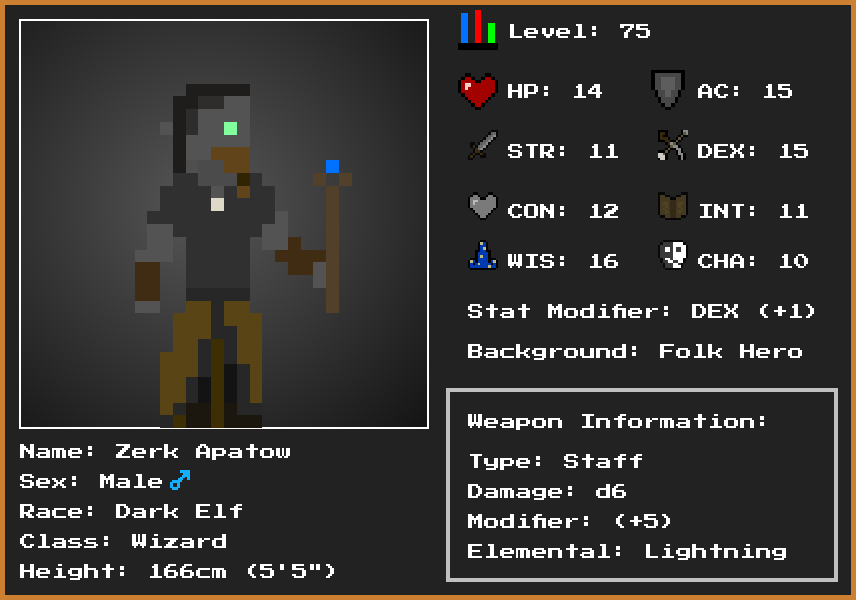 Level: 75
HP: 14
AC: 15
STR: 11
DEX: 15
CON: 12
INT: 11
WIS: 16
CHA: 10
Stat Modifier: DEX (+1)
Background: Folk Hero
Weapon Information:
Type: Staff
Damage: d6
Modifier: (+5)
Elemental: Lightning
Name: Zerk Apatow
Sex: Male♂
Race: Dark Elf
Class: Wizard
Height: 166cm (5'5")